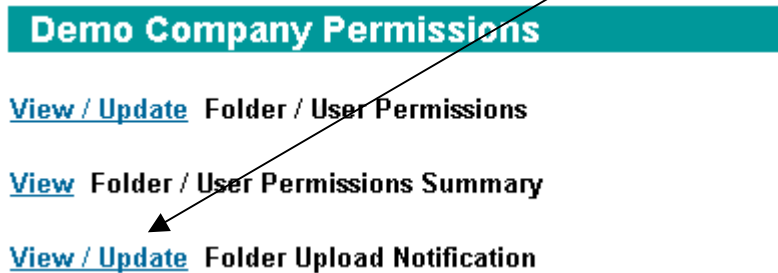 Demo Company Permissions
View / Update Folder / User Permissions
View Folder / User Permissions Summary
View / Update Folder Upload Notification